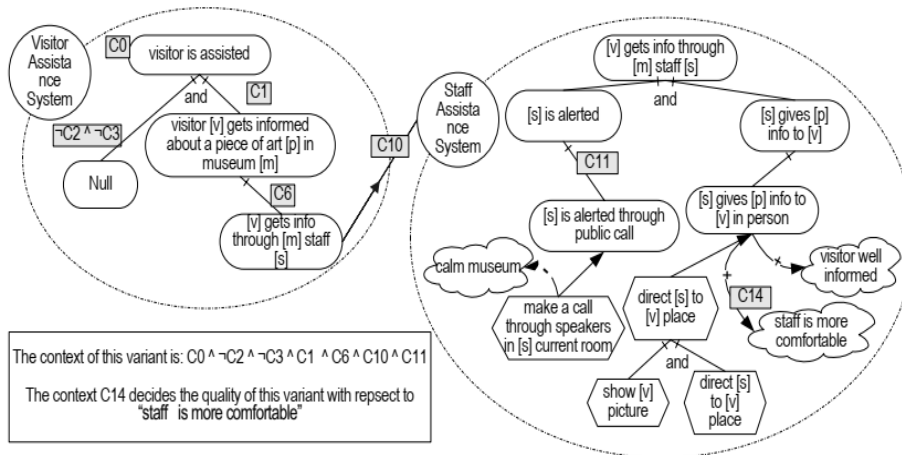 Visitor
Assista
nce
System
C0
visitor is assisted
and
C1
¬C2 ^ ¬C3
visitor [v] gets informed
about a piece of art [p] in
museum [m]
Null
C6
[v] gets info
through [m] staff
[s]
C10
Staff
Assista
nce
System
[v] gets info through
[m] staff [s]
and
[s] is alerted
[s] gives [p]
info to [v]
C11
[s] is alerted through
public call
[s] gives [p] info to
[v] in person
calm museum
visitor well
informed
make a call
through speakers
in [s] current room
direct [s] to
[v] place
C14
staff is more
comfortable
and
show [v]
picture
direct [s]
to [v]
place
The context of this variant is: C0 ^ ¬C2 ^ ¬C3 ^ C1 ^ C6 ^ C10 ^ C11
The context C14 decides the quality of this variant with repsect to
“staff is more comfortable”